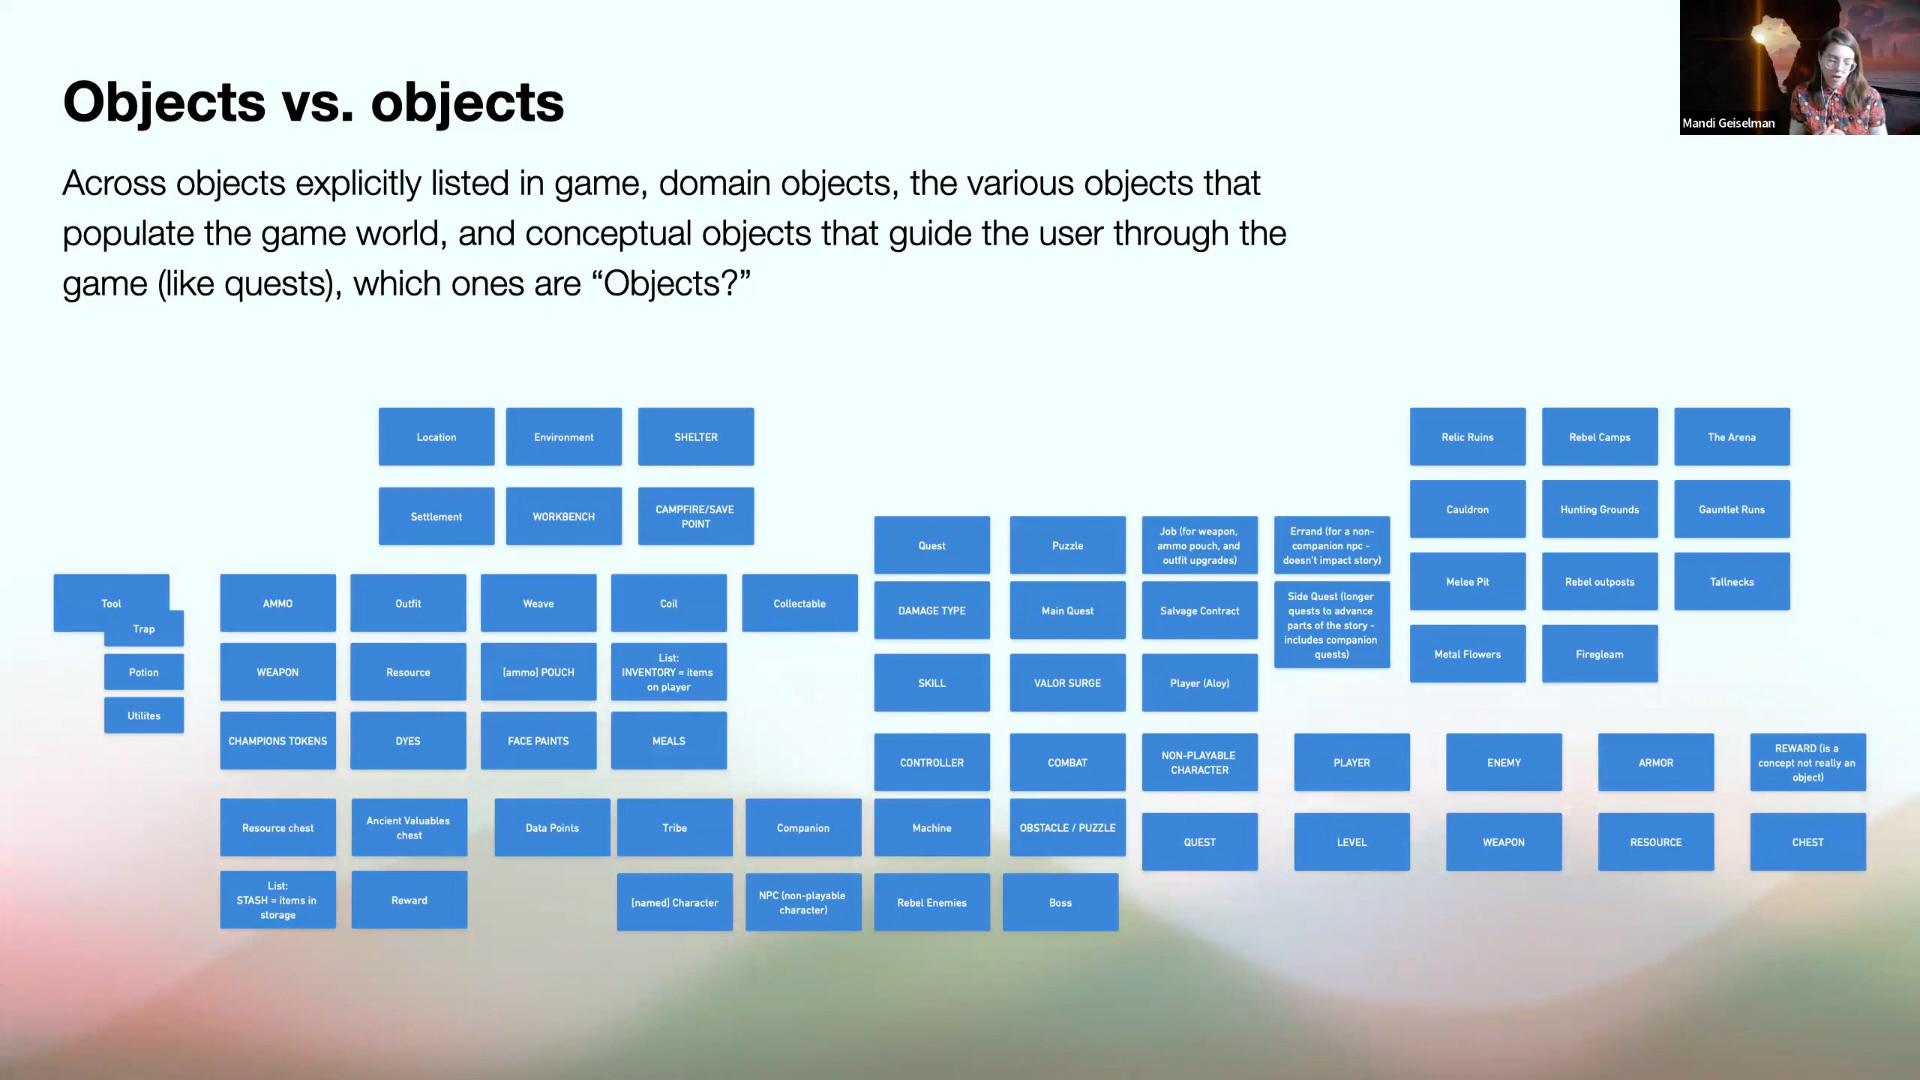 Objects vs. objects
Mandi Geiselman
Across objects explicitly listed in game, domain objects, the various objects that
populate the game world, and conceptual objects that guide the user through the
game (like quests), which ones are “Objects?”
Location
Environment
SHELTER
Settlement
WORKBENCH
CAMPFIRE/SAVE
POINT
Tool
Trap
Potion
Utilites
AMMO
Outfit
Weave
Coil
Collectable
WEAPON
Resource
[ammo] POUCH
List:
INVENTORY = items
on player
CHAMPIONS TOKENS
DYES
FACE PAINTS
MEALS
Resource chest
Ancient Valuables
chest
Data Points
Tribe
Companion
Machine
OBSTACLE / PUZZLE
List:
STASH = items in
storage
Reward
[named] Character
NPC (non-playable
character)
Rebel Enemies
Boss
Quest
Puzzle
Job (for weapon,
ammo pouch, and
outfit upgrades)
Errand (for a non-
companion npc -
doesn't impact story)
DAMAGE TYPE
Main Quest
Salvage Contract
Side Quest (longer
quests to advance
parts of the story -
includes companion
quests)
SKILL
VALOR SURGE
Player (Aloy)
CONTROLLER
COMBAT
NON-PLAYABLE
CHARACTER
PLAYER
ENEMY
ARMOR
REWARD (is a
concept not really an
object)
QUEST
LEVEL
WEAPON
RESOURCE
CHEST
Relic Ruins
Rebel Camps
The Arena
Cauldron
Hunting Grounds
Gauntlet Runs
Melee Pit
Rebel outposts
Tallnecks
Metal Flowers
Firegleam